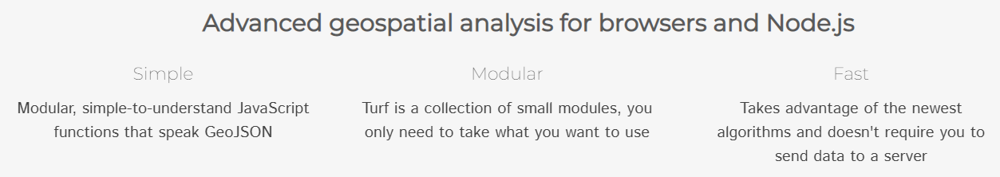 Advanced geospatial analysis for browsers and Node.js
Simple
Modular, simple-to-understand JavaScript
functions that speak GeoJSON
Modular
Turf is a collection of small modules, you
only need to take what you want to use
Fast
Takes advantage of the newest
algorithms and doesn't require you to
send data to a server